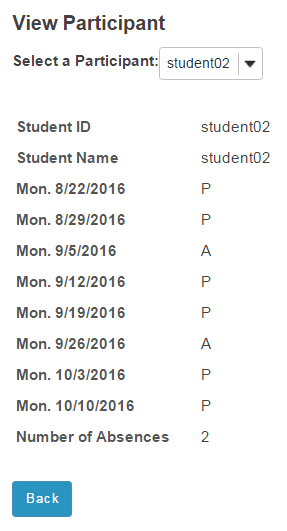 View Participant
Select a Participant: student02
Student ID student02
Student Name student02
Mon. 8/22/2016 P
Mon. 8/29/2016 P
Mon. 9/5/2016 A
Mon. 9/12/2016 P
Mon. 9/19/2016 P
Mon. 9/26/2016 A
Mon. 10/3/2016 P
Mon. 10/10/2016 P
Number of Absences 2
Back